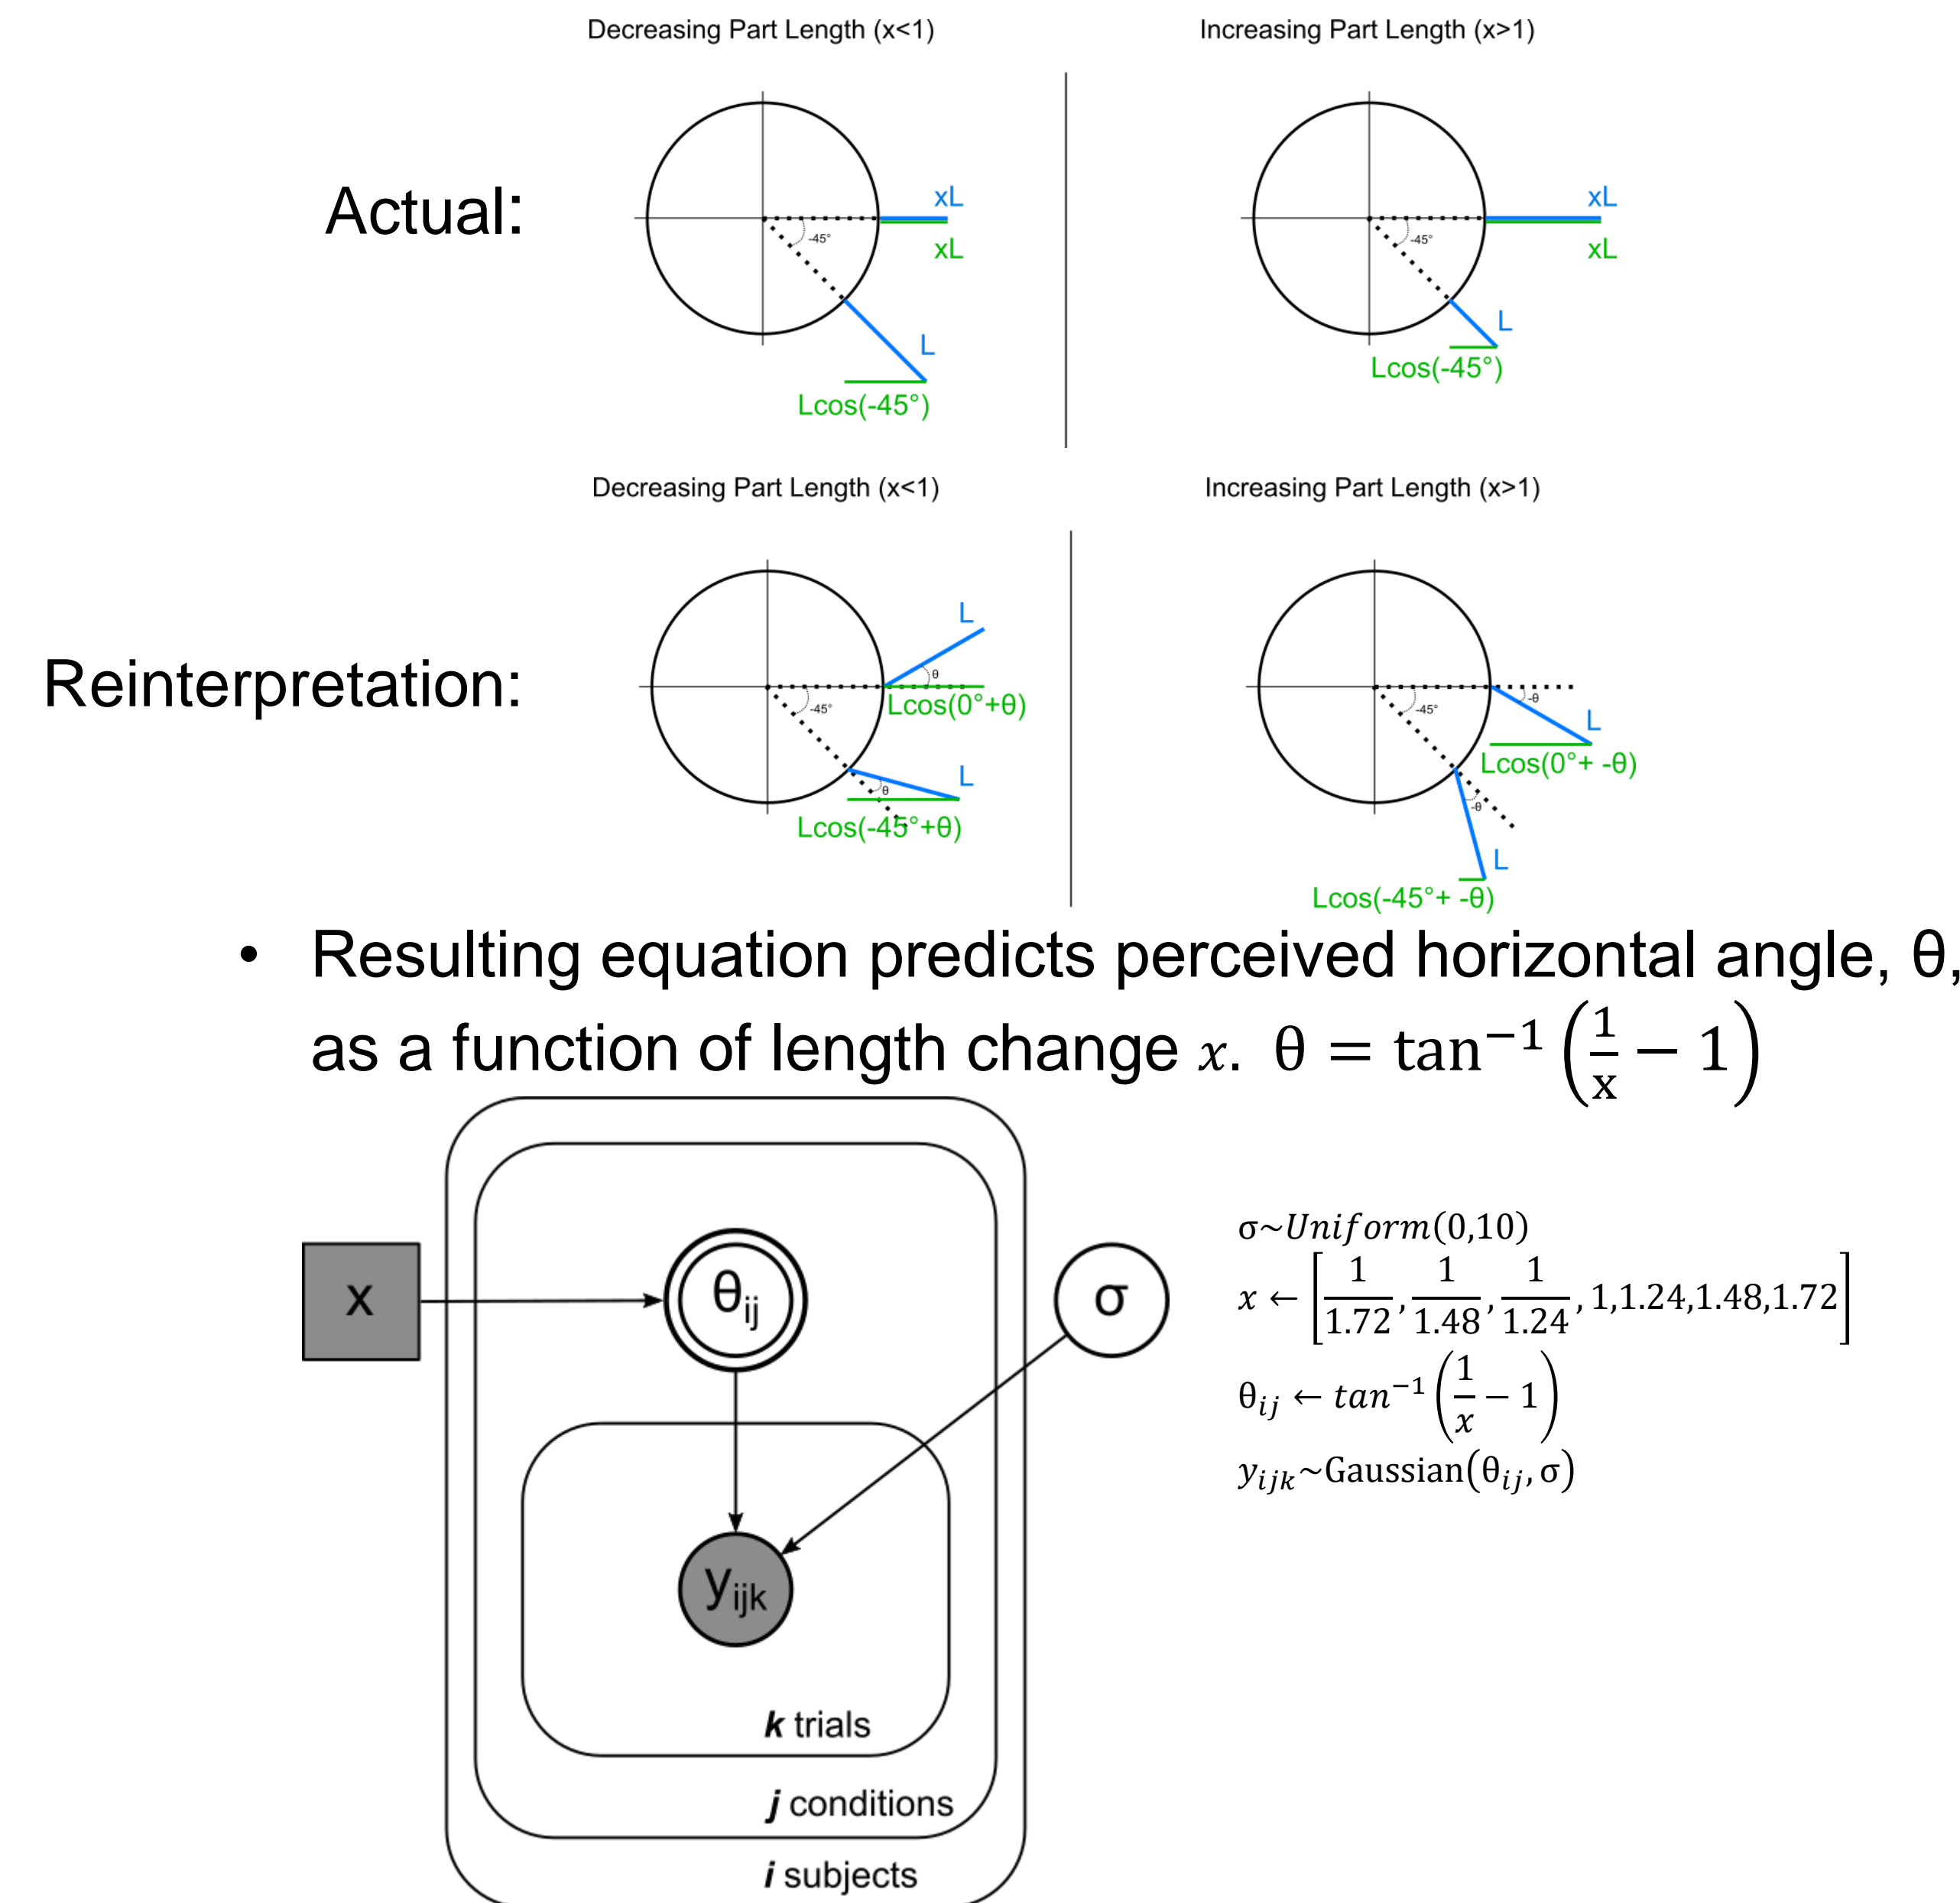 Decreasing Part Length (x<1)
Increasing Part Length (x>1)
Actual:
xL
-45°
xL
L
Lcos(-45°)
xL
-45°
xL
L
Lcos(-45°)
Decreasing Part Length (x<1)
Increasing Part Length (x>1)
Reinterpretation:
L
θ
-45°
Lcos(0°+θ)
L
θ
Lcos(-45°+θ)
-θ
-45°
L
Lcos(0°+ -θ)
-θ
L
Lcos(-45°+ -θ)
• Resulting equation predicts perceived horizontal angle, θ,
as a function of length change x. θ = tan⁻¹(1/x − 1)
x
θij
σ
yijk
k trials
j conditions
i subjects
σ~Uniform(0,10)
x ← [1/1.72, 1/1.48, 1/1.24, 1,1.24,1.48,1.72]
θij ← tan⁻¹(1/x − 1)
yijk~Gaussian(θij, σ)